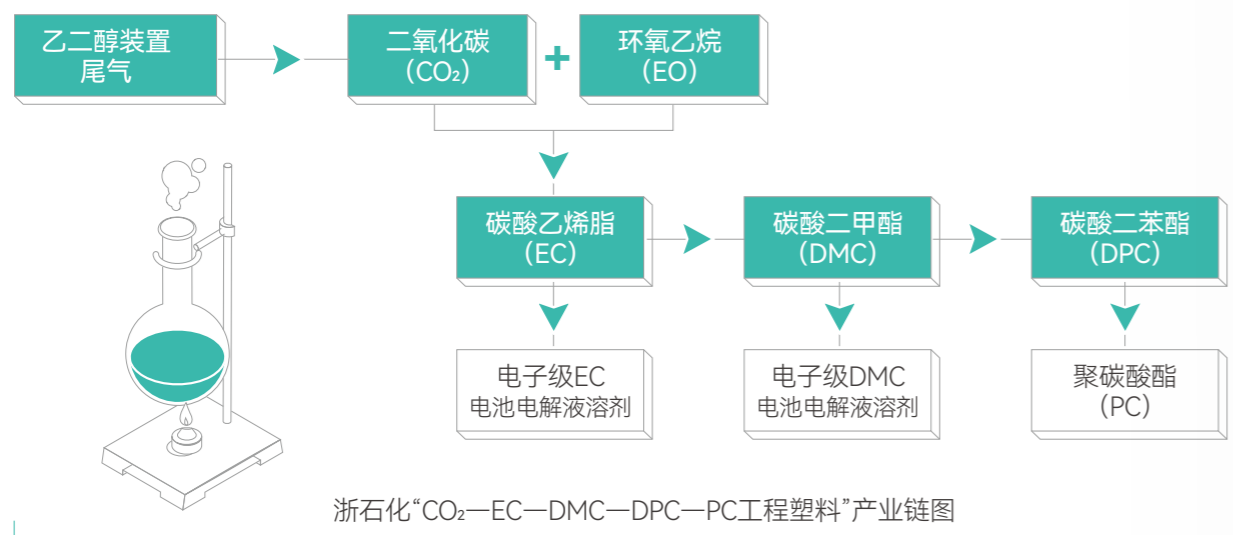 乙二醇装置
尾气
二氧化碳
（CO₂）
+
环氧乙烷
（EO）
碳酸乙烯脂
（EC）
碳酸二甲酯
（DMC）
碳酸二苯酯
（DPC）
电子级EC
电池电解液溶剂
电子级DMC
电池电解液溶剂
聚碳酸酯
（PC）
浙石化“CO₂—EC—DMC—DPC—PC工程塑料”产业链图